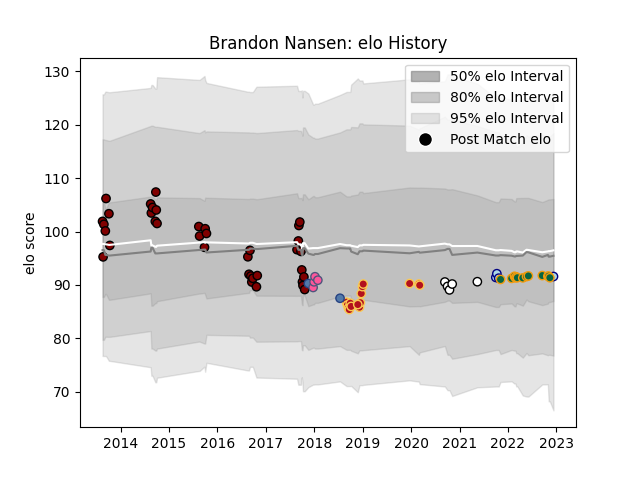 Brandon Nansen: elo History
50% elo Interval
80% elo Interval
95% elo Interval
Post Match elo
elo score
130
120
110
100
90
80
70
2014 2015 2016 2017 2018 2019 2020 2021 2022 2023